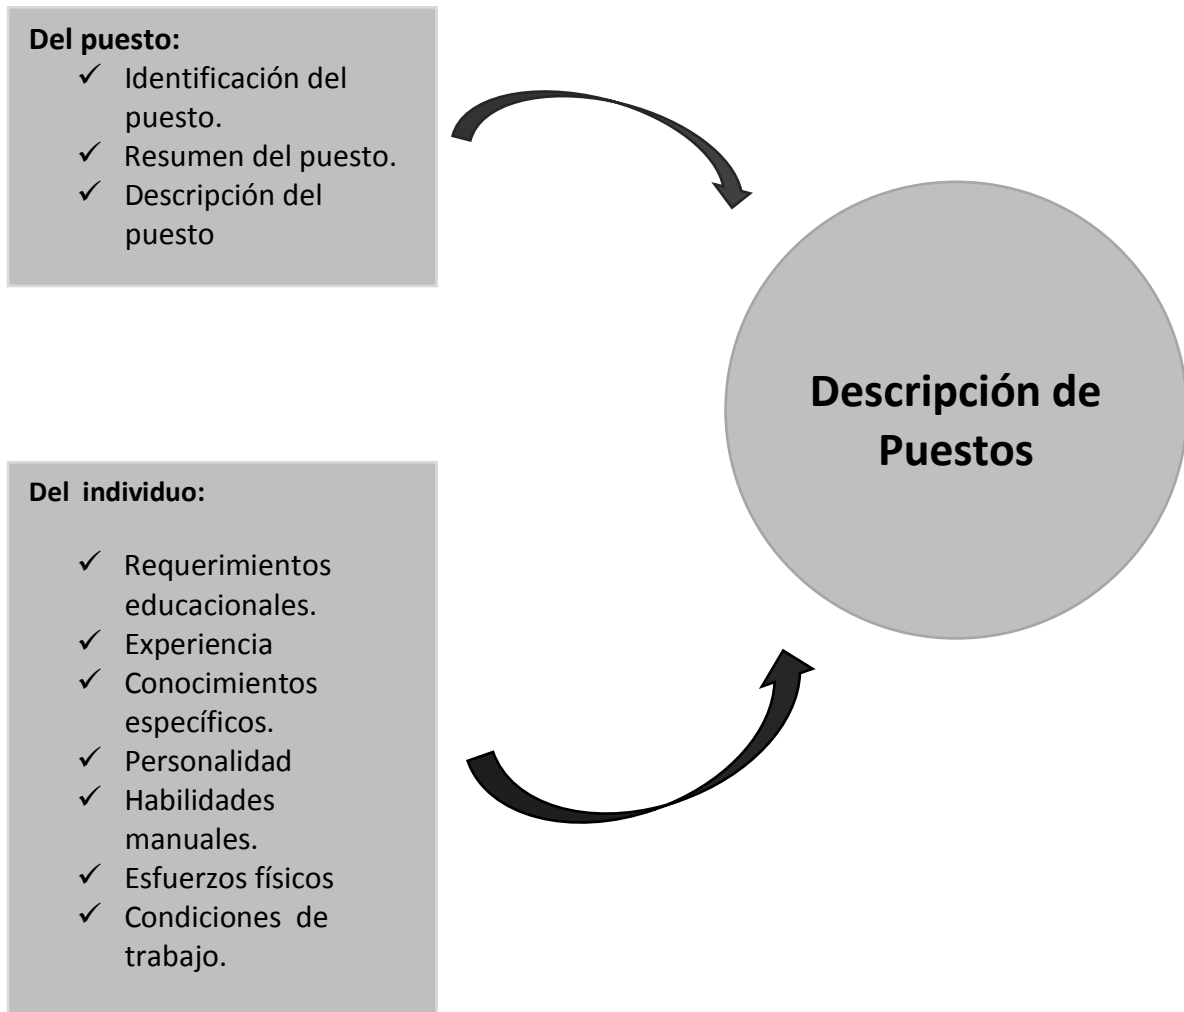 Del puesto:
✓ Identificación del
puesto.
✓ Resumen del puesto.
✓ Descripción del
puesto
Descripción de
Puestos
Del individuo:
✓ Requerimientos
educacionales.
✓ Experiencia
✓ Conocimientos
específicos.
✓ Personalidad
✓ Habilidades
manuales.
✓ Esfuerzos físicos
✓ Condiciones de
trabajo.